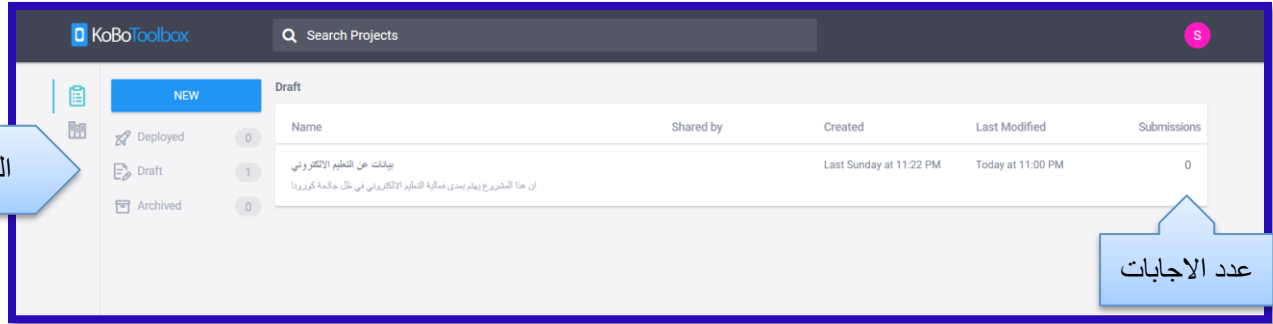 KoBoToolbox
Search Projects
S
NEW
Deployed 0
Draft 1
Archived 0
Draft
Name Shared by Created Last Modified Submissions
بيانات عن التعليم الالكتروني Last Sunday at 11:22 PM Today at 11:00 PM 0
ان هذا المشروع يهتم بمدى فعالية التعليم الالكتروني في ظل جائحة كورونا
عدد الاجابات